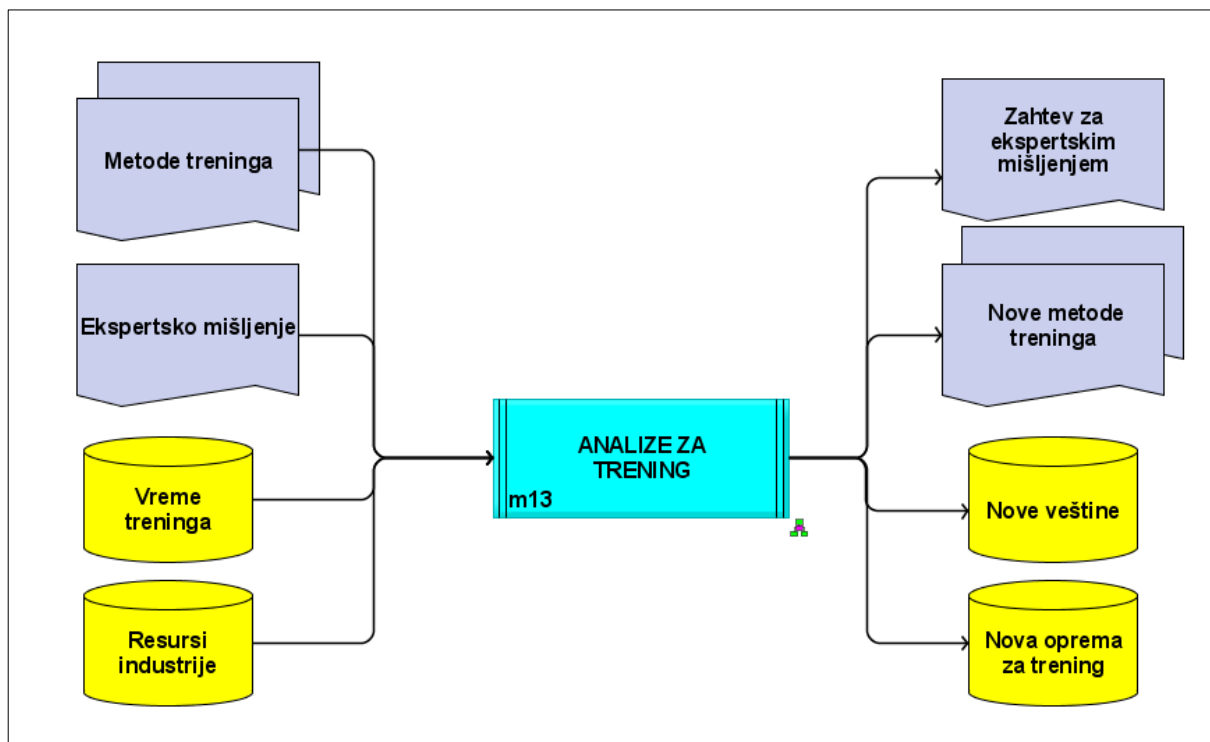 Metode treninga
Ekspertsko mišljenje
Vreme
treninga
Resursi
industrije
ANALIZE ZA
TRENING
m13
Zahtev za
ekspertskim
mišljenjem
Nove metode
treninga
Nove veštine
Nova oprema
za trening